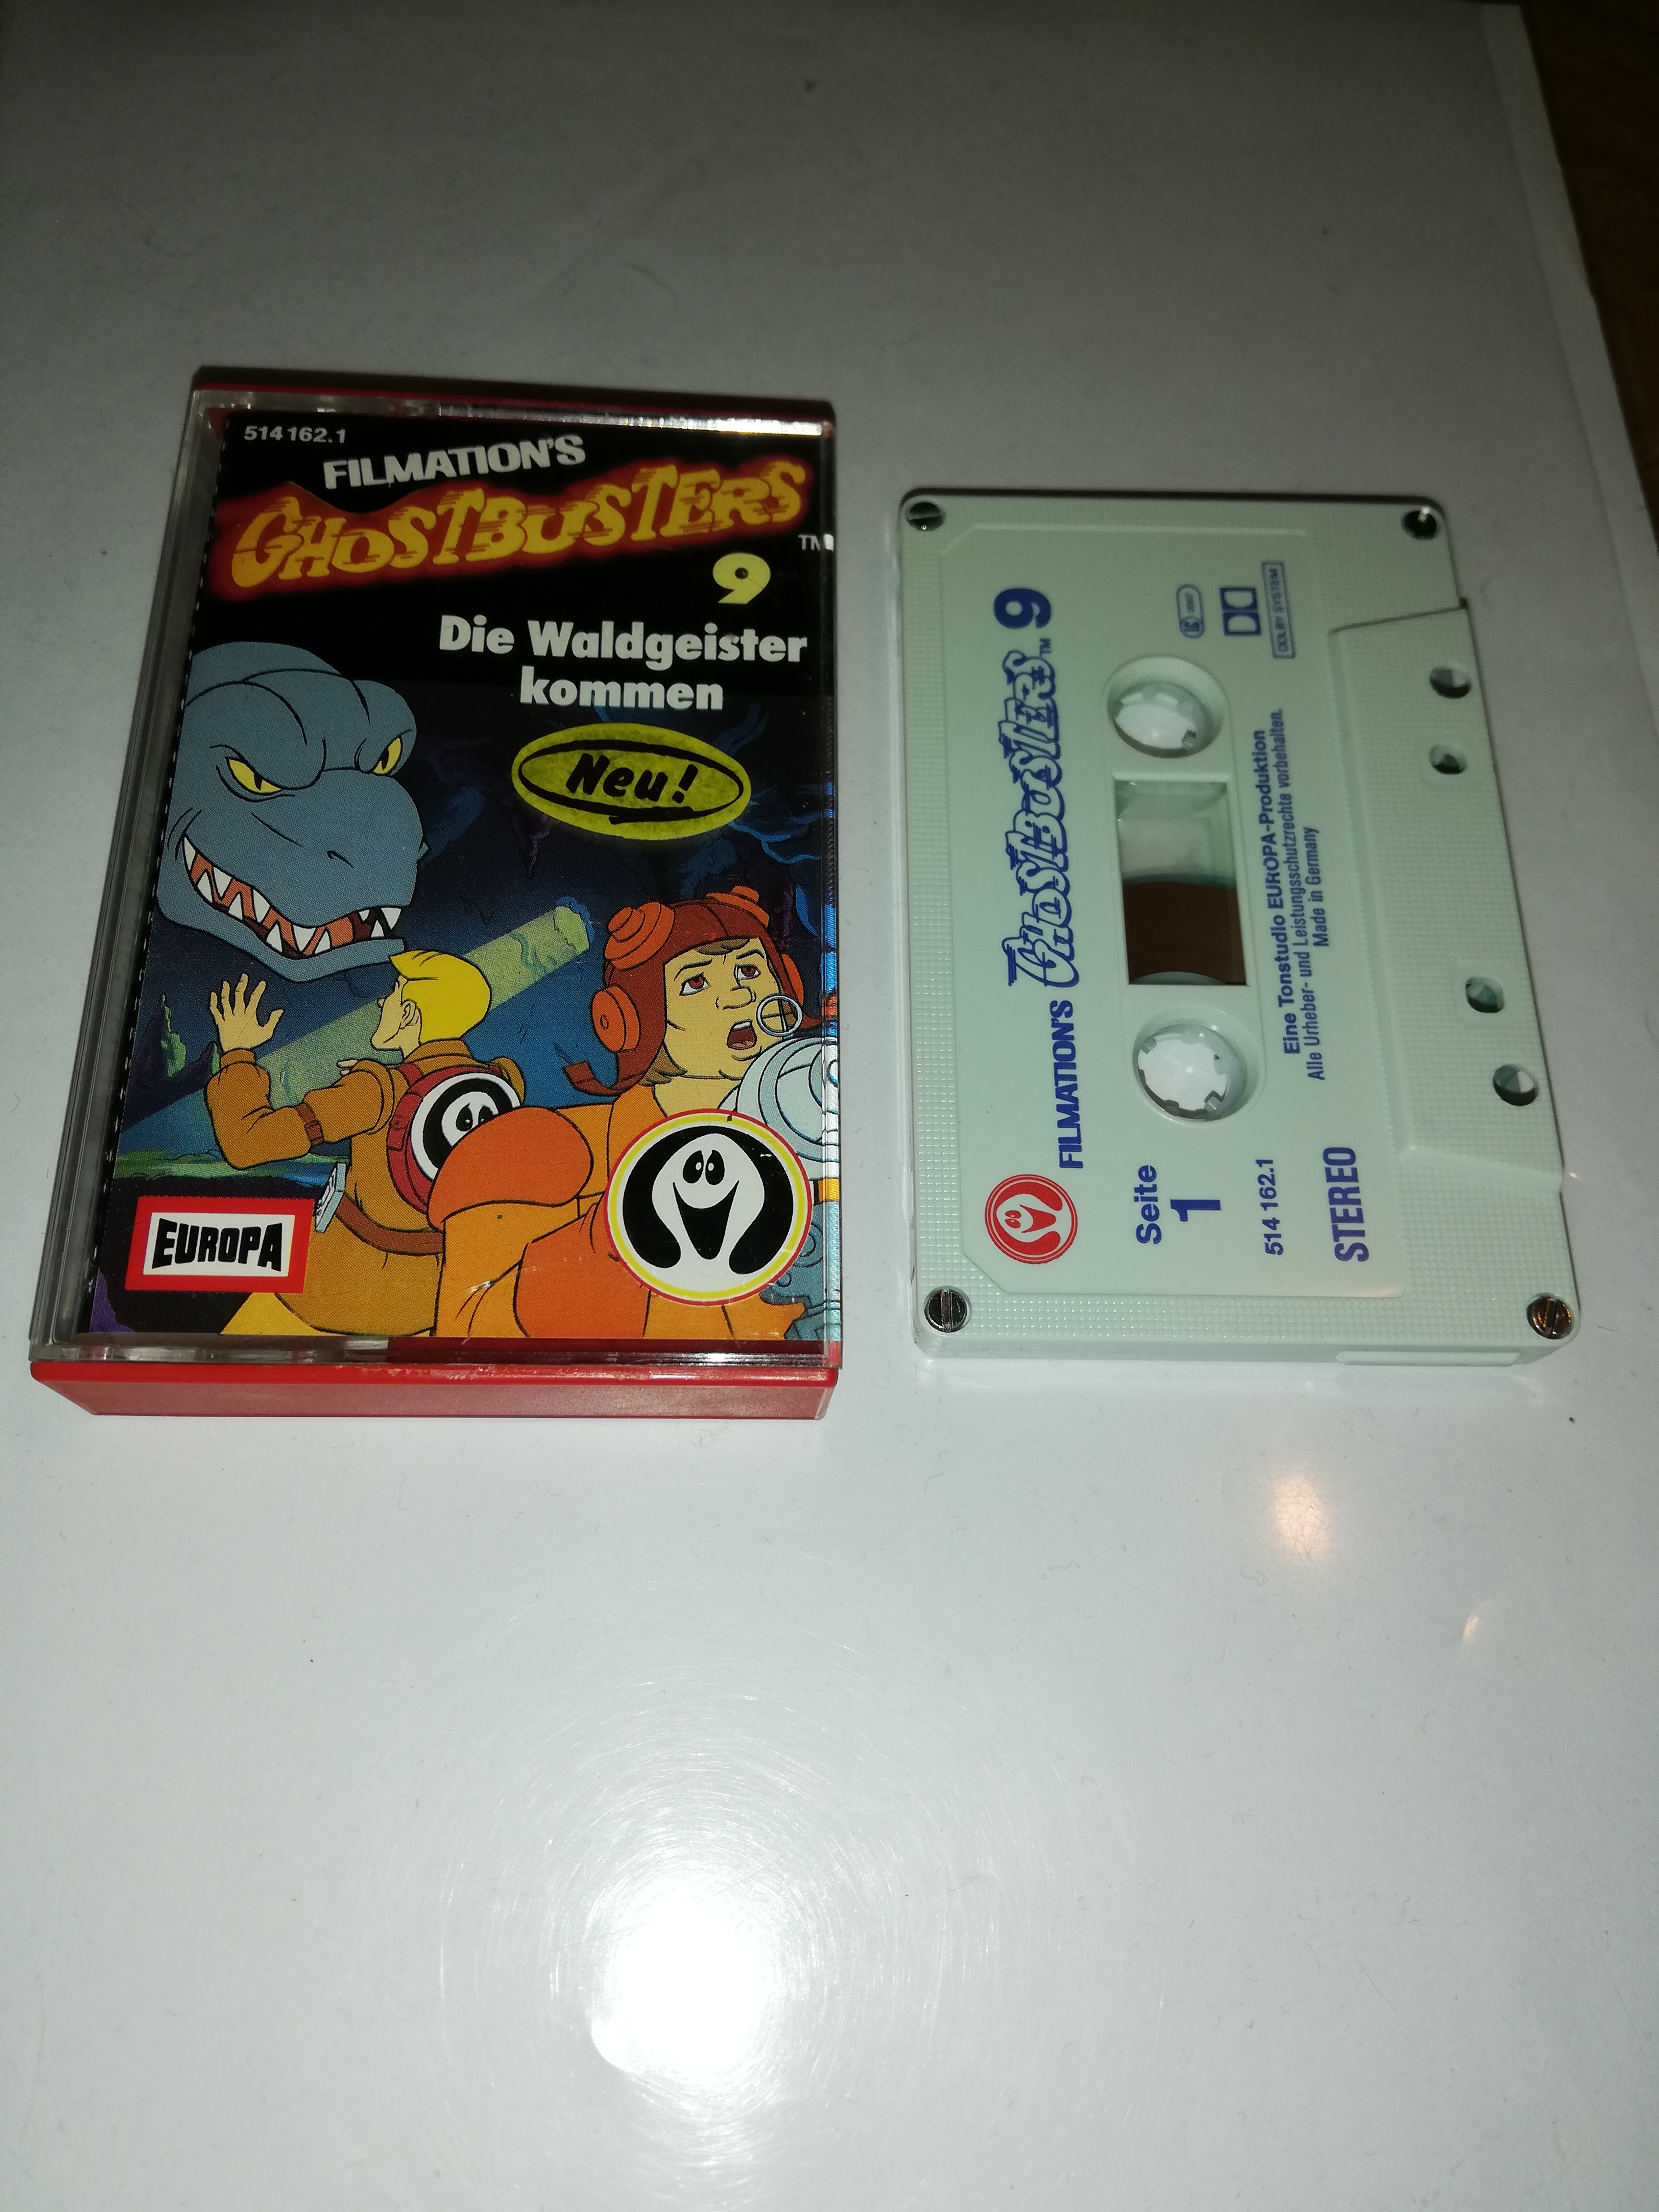 514 162.1
FILMATION'S
GHOSTBUSTERS
TM
9
Die Waldgeister
kommen
Neu!
EUROPA
FILMATION'S GHOSTBUSTERS TM 9
Seite
1
DOLBY SYSTEM
514 162.1
Eine Tonstudio EUROPA-Produktion
Alle Urheber- und Leistungsschutzrechte vorbehalten.
Made in Germany
STEREO